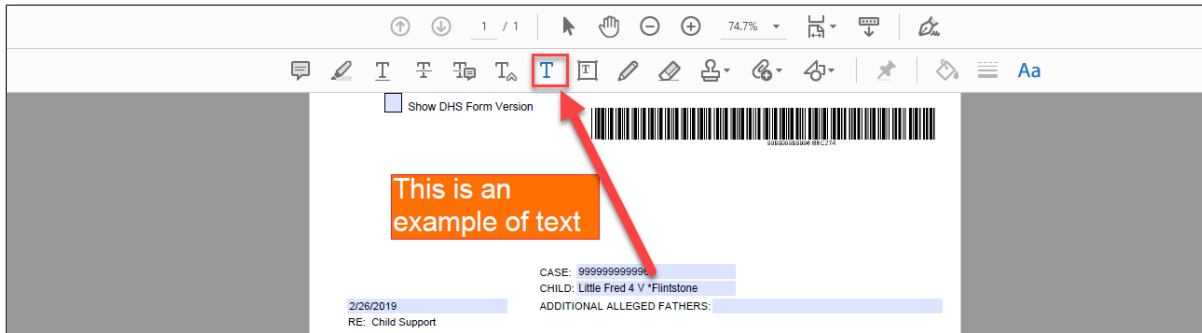 1 / 1 74.7%
T T T T T T Aa
Show DHS Form Version
This is an
example of text
CASE:
CHILD: Little Fred 4 V *Flintstone
2/26/2019 ADDITIONAL ALLEGED FATHERS:
RE: Child Support